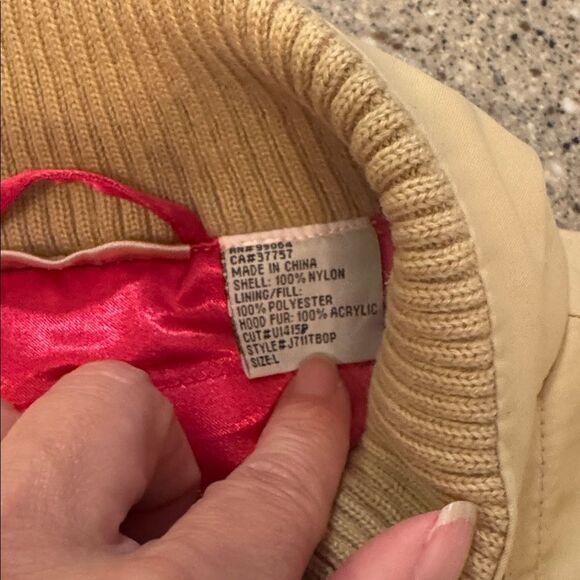 RN# 99064
CA#37757
MADE IN CHINA
SHELL: 100% NYLON
LINING/FILL:
100% POLYESTER
HOOD FUR: 100% ACRYLIC
CUT#U1415P
STYLE#J711TBOP
SIZE:L